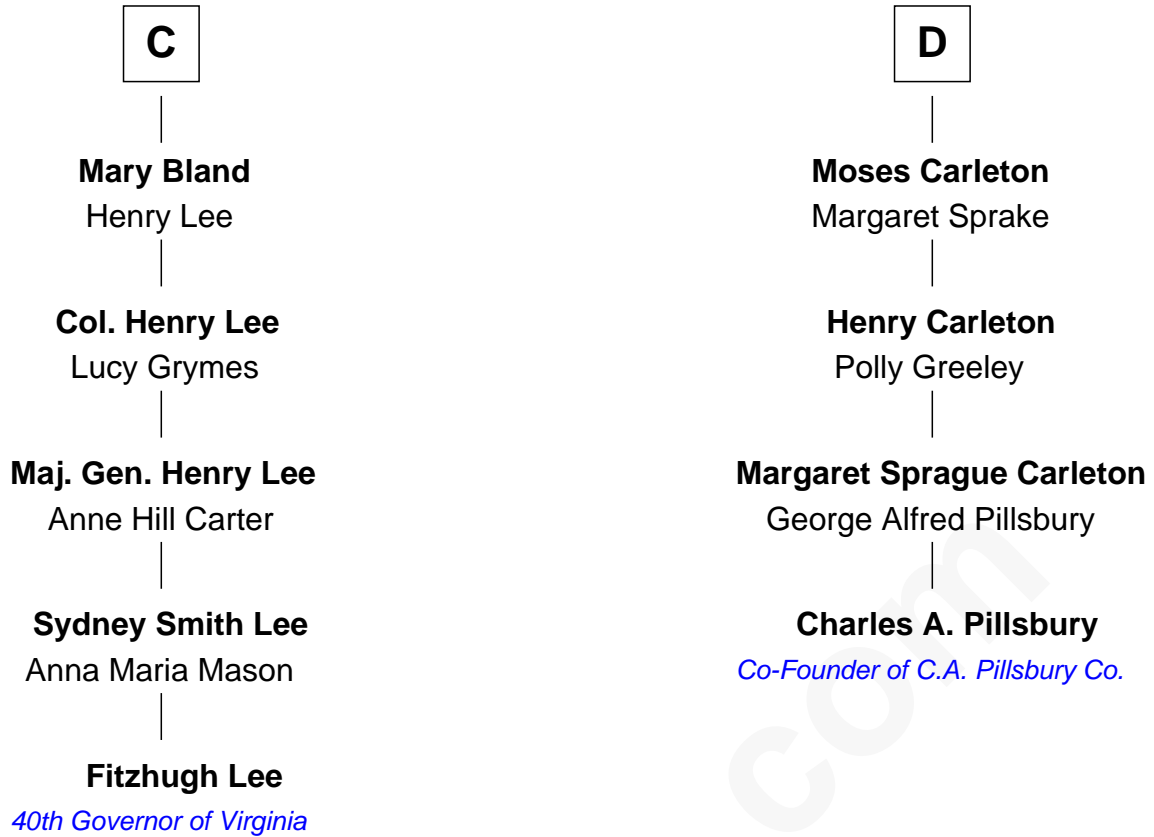 C
Mary Bland
Henry Lee
Col. Henry Lee
Lucy Grymes
Maj. Gen. Henry Lee
Anne Hill Carter
Sydney Smith Lee
Anna Maria Mason
Fitzhugh Lee
40th Governor of Virginia
D
Moses Carleton
Margaret Sprake
Henry Carleton
Polly Greeley
Margaret Sprague Carleton
George Alfred Pillsbury
Charles A. Pillsbury
Co-Founder of C.A. Pillsbury Co.
com